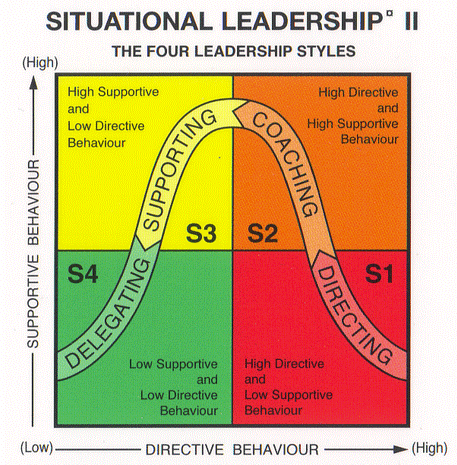 SITUATIONAL LEADERSHIP¤ II
THE FOUR LEADERSHIP STYLES
(High)
High Supportive
and
Low Directive
Behaviour
High Directive
and
High Supportive
Behaviour
SUPPORTING
COACHING
S3
S2
S4
S1
DELEGATING
DIRECTING
Low Supportive
and
Low Directive
Behaviour
High Directive
and
Low Supportive
Behaviour
SUPPORTIVE BEHAVIOUR
(Low)
DIRECTIVE BEHAVIOUR
(High)